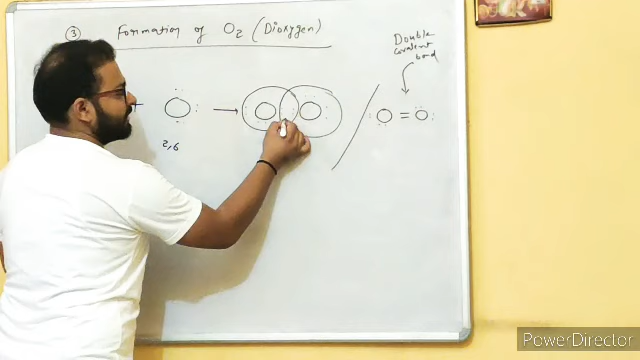 ③ Formation of O₂ (Dioxygen)
Double
covalent
bond
+ O → / O = O
2,6
PowerDirector